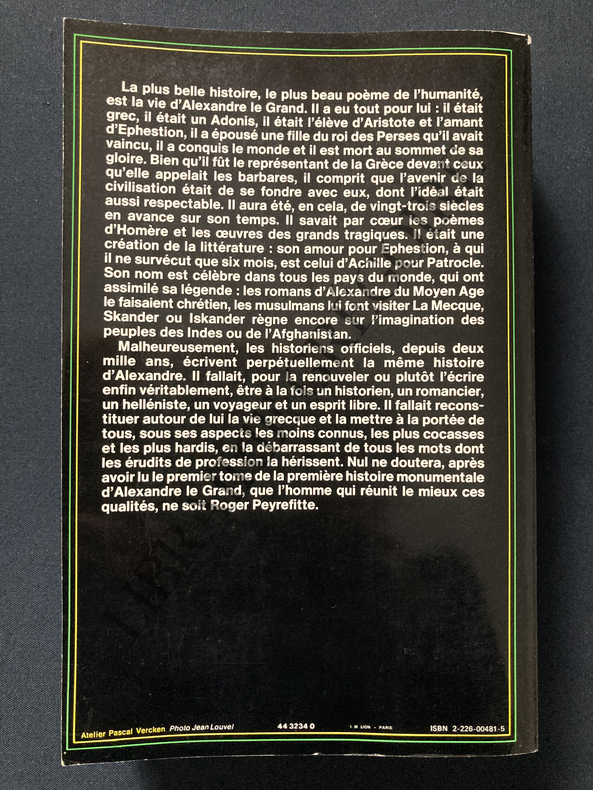 La plus belle histoire, le plus beau poème de l'humanité,
est la vie d'Alexandre le Grand. Il a eu tout pour lui : il était
grec, il était un Adonis, il était l'élève d'Aristote et l'amant
d'Ephestion, il a épousé une fille du roi des Perses qu'il avait
vaincu, il a conquis le monde et il est mort au sommet de sa
gloire. Bien qu'il fût le représentant de la Grèce devant ceux
qu'elle appelait les barbares, il comprit que l'avenir de la
civilisation était de se fondre avec eux, dont l'idéal était
aussi respectable. Il aura été, en cela, de vingt-trois siècles
en avance sur son temps. Il savait par cœur les poèmes
d'Homère et les œuvres des grands tragiques. Il était une
création de la littérature : son amour pour Ephestion, à qui
il ne survécut que six mois, est celui d'Achille pour Patrocle.
Son nom est célèbre dans tous les pays du monde, qui ont
assimilé sa légende : les romans d'Alexandre du Moyen Age
le faisaient chrétien, les musulmans lui font visiter La Mecque,
Skander ou Iskander règne encore sur l'imagination des
peuples des Indes ou de l'Afghanistan.
Malheureusement, les historiens officiels, depuis deux
mille ans, écrivent perpétuellement la même histoire
d'Alexandre. Il fallait, pour la renouveler ou plutôt l'écrire
enfin véritablement, être à la fois un historien, un romancier,
un helléniste, un voyageur et un esprit libre. Il fallait recons-
tituer autour de lui la vie grecque et la mettre à la portée de
tous, sous ses aspects les moins connus, les plus cocasses
et les plus hardis, en la débarrassant de tous les mots dont
les érudits de profession la hérissent. Nul ne doutera, après
avoir lu le premier tome de la première histoire monumentale
d'Alexandre le Grand, que l'homme qui réunit le mieux ces
qualités, ne soit Roger Peyrefitte.
Atelier Pascal Vercken Photo Jean Louvel
44 3234 0
I. M. LION - PARIS
ISBN 2-226-00481-5